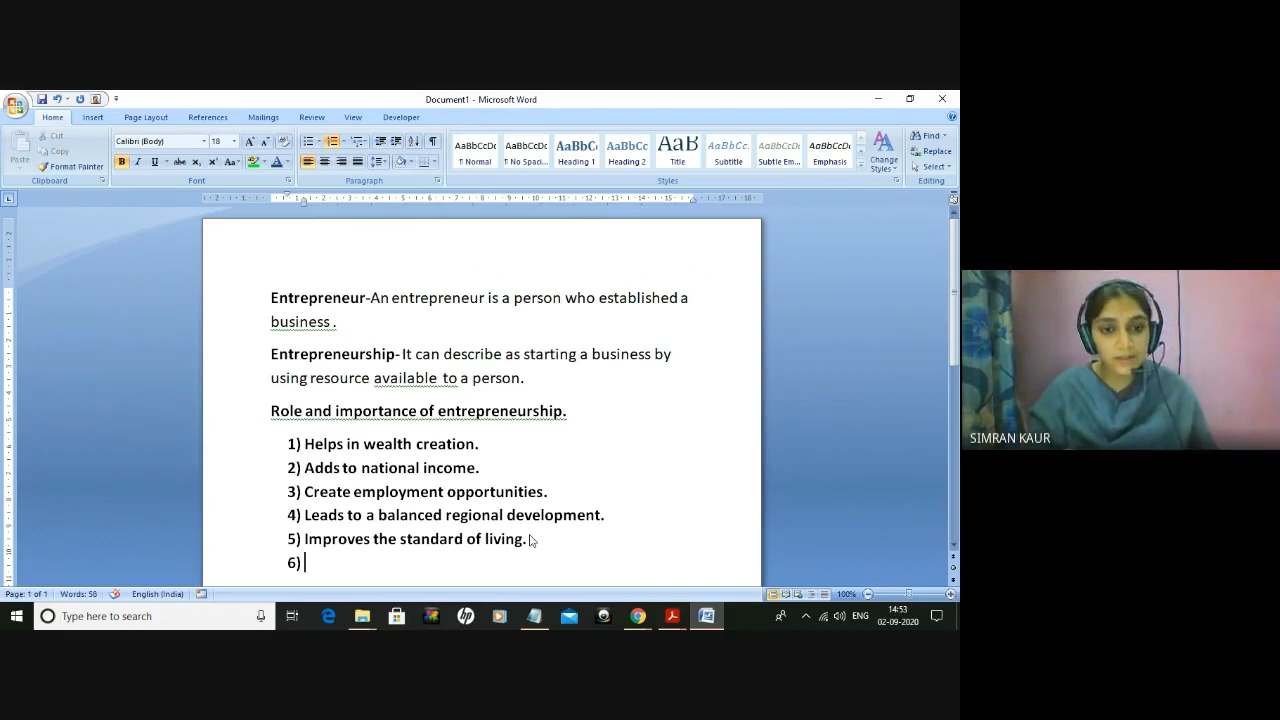 Document1 - Microsoft Word
Home Insert Page Layout References Mailings Review View Developer
Cut
Copy
Paste
Format Painter
Clipboard
Calibri (Body) 18
Font
Paragraph
AaBbCcDc AaBbCcDc AaBbCc AaBbCc AaB AaBbCc. AaBbCcDc AaBbCcDc
¶ Normal ¶ No Spaci... Heading 1 Heading 2 Title Subtitle Subtle Em... Emphasis
Change
Styles
Styles
Find
Replace
Select
Editing
Entrepreneur-An entrepreneur is a person who established a
business .
Entrepreneurship- It can describe as starting a business by
using resource available to a person.
Role and importance of entrepreneurship.
1) Helps in wealth creation.
2) Adds to national income.
3) Create employment opportunities.
4) Leads to a balanced regional development.
5) Improves the standard of living.
6)
SIMRAN KAUR
Page: 1 of 1 Words: 58 English (India) 100%
Type here to search
ENG
14:53
02-09-2020